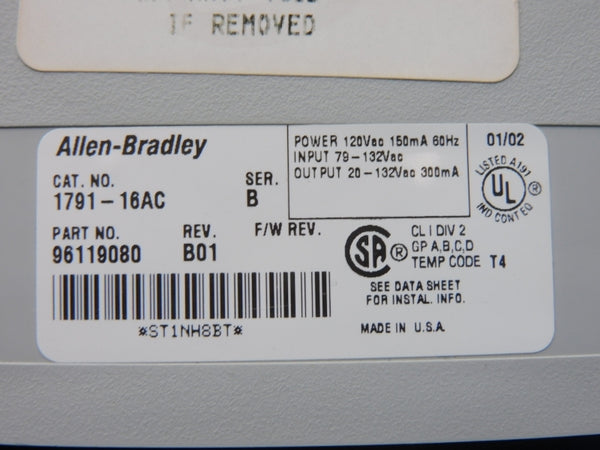 IF REMOVED
Allen-Bradley
CAT. NO. SER.
1791-16AC B
PART NO. REV. F/W REV.
96119080 B01
*ST1NH8BT*
POWER 120Vac 150mA 60Hz
INPUT 79-132Vac
OUTPUT 20-132Vac 300mA
01/02
LISTED A197
UL ®
IND CONT EQ
SA ®
CL I DIV 2
GP A,B,C,D
TEMP CODE T4
SEE DATA SHEET
FOR INSTAL. INFO.
MADE IN U.S.A.